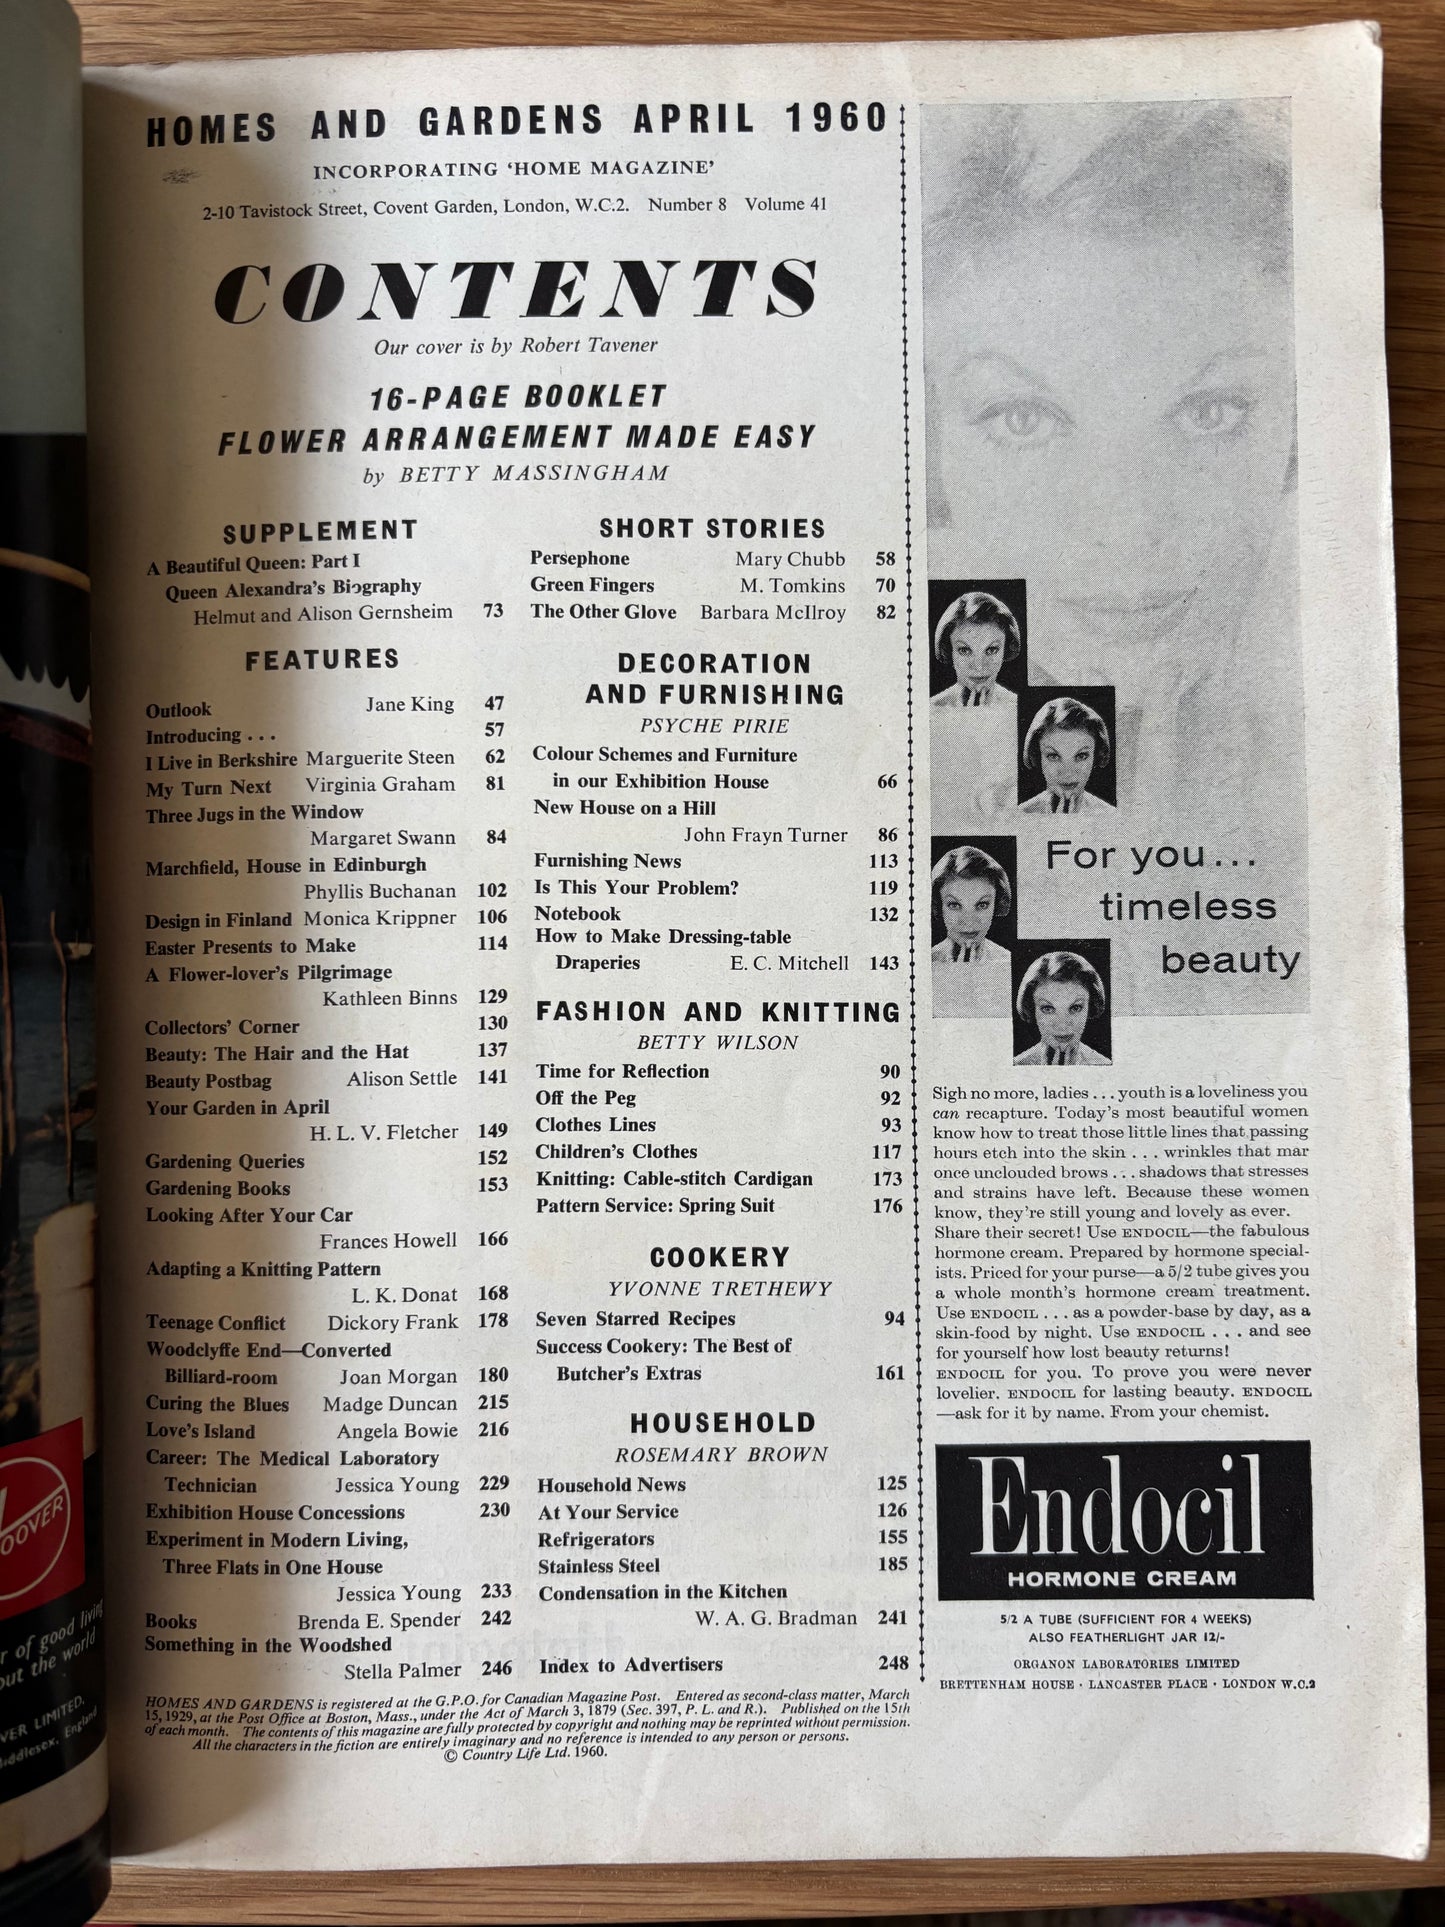 HOMES AND GARDENS APRIL 1960
INCORPORATING ‘HOME MAGAZINE’
2-10 Tavistock Street, Covent Garden, London, W.C.2. Number 8 Volume 41
CONTENTS
Our cover is by Robert Tavener
16-PAGE BOOKLET
FLOWER ARRANGEMENT MADE EASY
by BETTY MASSINGHAM
SUPPLEMENT
A Beautiful Queen: Part I
Queen Alexandra’s Biography
Helmut and Alison Gernsheim 73
FEATURES
Outlook Jane King 47
Introducing . . . 57
I Live in Berkshire Marguerite Steen 62
My Turn Next Virginia Graham 81
Three Jugs in the Window
Margaret Swann 84
Marchfield, House in Edinburgh
Phyllis Buchanan 102
Design in Finland Monica Krippner 106
Easter Presents to Make 114
A Flower-lover’s Pilgrimage
Kathleen Binns 129
Collectors’ Corner 130
Beauty: The Hair and the Hat 137
Beauty Postbag Alison Settle 141
Your Garden in April
H. L. V. Fletcher 149
Gardening Queries 152
Gardening Books 153
Looking After Your Car
Frances Howell 166
Adapting a Knitting Pattern
L. K. Donat 168
Teenage Conflict Dickory Frank 178
Woodclyffe End—Converted
Billiard-room Joan Morgan 180
Curing the Blues Madge Duncan 215
Love’s Island Angela Bowie 216
Career: The Medical Laboratory
Technician Jessica Young 229
Exhibition House Concessions 230
Experiment in Modern Living,
Three Flats in One House
Jessica Young 233
Books Brenda E. Spender 242
Something in the Woodshed
Stella Palmer 246
SHORT STORIES
Persephone Mary Chubb 58
Green Fingers M. Tomkins 70
The Other Glove Barbara McIlroy 82
DECORATION
AND FURNISHING
PSYCHE PIRIE
Colour Schemes and Furniture
in our Exhibition House 66
New House on a Hill
John Frayn Turner 86
Furnishing News 113
Is This Your Problem? 119
Notebook 132
How to Make Dressing-table
Draperies E. C. Mitchell 143
FASHION AND KNITTING
BETTY WILSON
Time for Reflection 90
Off the Peg 92
Clothes Lines 93
Children’s Clothes 117
Knitting: Cable-stitch Cardigan 173
Pattern Service: Spring Suit 176
COOKERY
YVONNE TRETHEWY
Seven Starred Recipes 94
Success Cookery: The Best of
Butcher’s Extras 161
HOUSEHOLD
ROSEMARY BROWN
Household News 125
At Your Service 126
Refrigerators 155
Stainless Steel 185
Condensation in the Kitchen
W. A. G. Bradman 241
Index to Advertisers 248
HOMES AND GARDENS is registered at the G.P.O. for Canadian Magazine Post. Entered as second-class matter, March
15, 1929, at the Post Office at Boston, Mass., under the Act of March 3, 1879 (Sec. 397, P. L. and R.). Published on the 15th
of each month. The contents of this magazine are fully protected by copyright and nothing may be reprinted without permission.
All the characters in the fiction are entirely imaginary and no reference is intended to any person or persons.
© Country Life Ltd. 1960.
For you...
timeless
beauty
Sigh no more, ladies . . . youth is a loveliness you
can recapture. Today’s most beautiful women
know how to treat those little lines that passing
hours etch into the skin . . . wrinkles that mar
once unclouded brows . . . shadows that stresses
and strains have left. Because these women
know, they’re still young and lovely as ever.
Share their secret! Use ENDOCIL—the fabulous
hormone cream. Prepared by hormone special-
ists. Priced for your purse—a 5/2 tube gives you
a whole month’s hormone cream treatment.
Use ENDOCIL . . . as a powder-base by day, as a
skin-food by night. Use ENDOCIL . . . and see
for yourself how lost beauty returns!
ENDOCIL for you. To prove you were never
lovelier. ENDOCIL for lasting beauty. ENDOCIL
—ask for it by name. From your chemist.
Endocil
HORMONE CREAM
5/2 A TUBE (SUFFICIENT FOR 4 WEEKS)
ALSO FEATHERLIGHT JAR 12/-
ORGANON LABORATORIES LIMITED
BRETTENHAM HOUSE · LANCASTER PLACE · LONDON W.C.2
OOVER
r of good living
out the world
VER LIMITED.
iddlesex, England